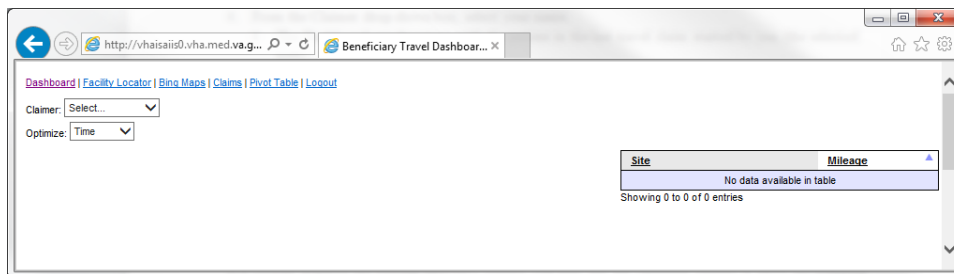 http://vhaisaiis0.vha.med.va.g...
Beneficiary Travel Dashboar...
Dashboard | Facility Locator | Bing Maps | Claims | Pivot Table | Logout
Claimer: Select...
Optimize: Time
Site Mileage
No data available in table
Showing 0 to 0 of 0 entries